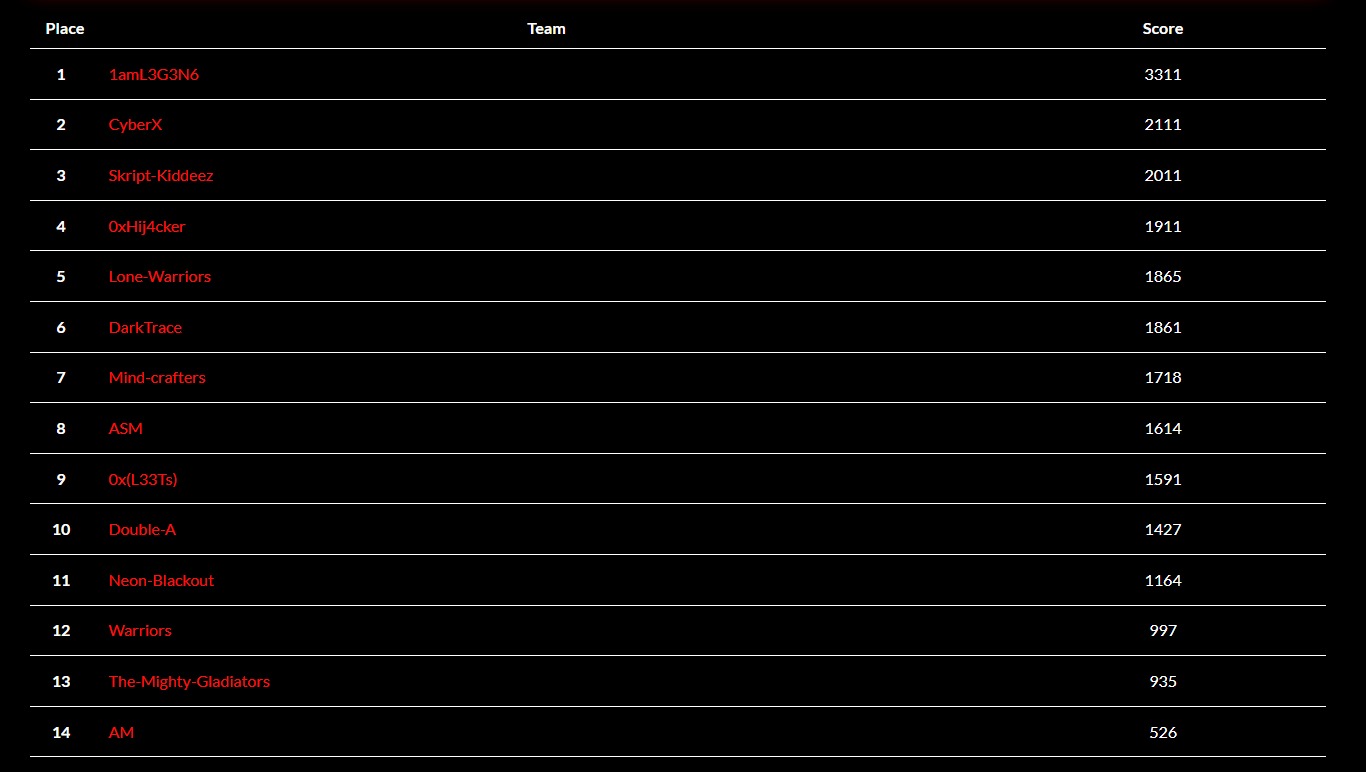 Place Team Score
1 1amL3G3N6 3311
2 CyberX 2111
3 Skript-Kiddeez 2011
4 0xHij4cker 1911
5 Lone-Warriors 1865
6 DarkTrace 1861
7 Mind-crafters 1718
8 ASM 1614
9 0x(L33Ts) 1591
10 Double-A 1427
11 Neon-Blackout 1164
12 Warriors 997
13 The-Mighty-Gladiators 935
14 AM 526